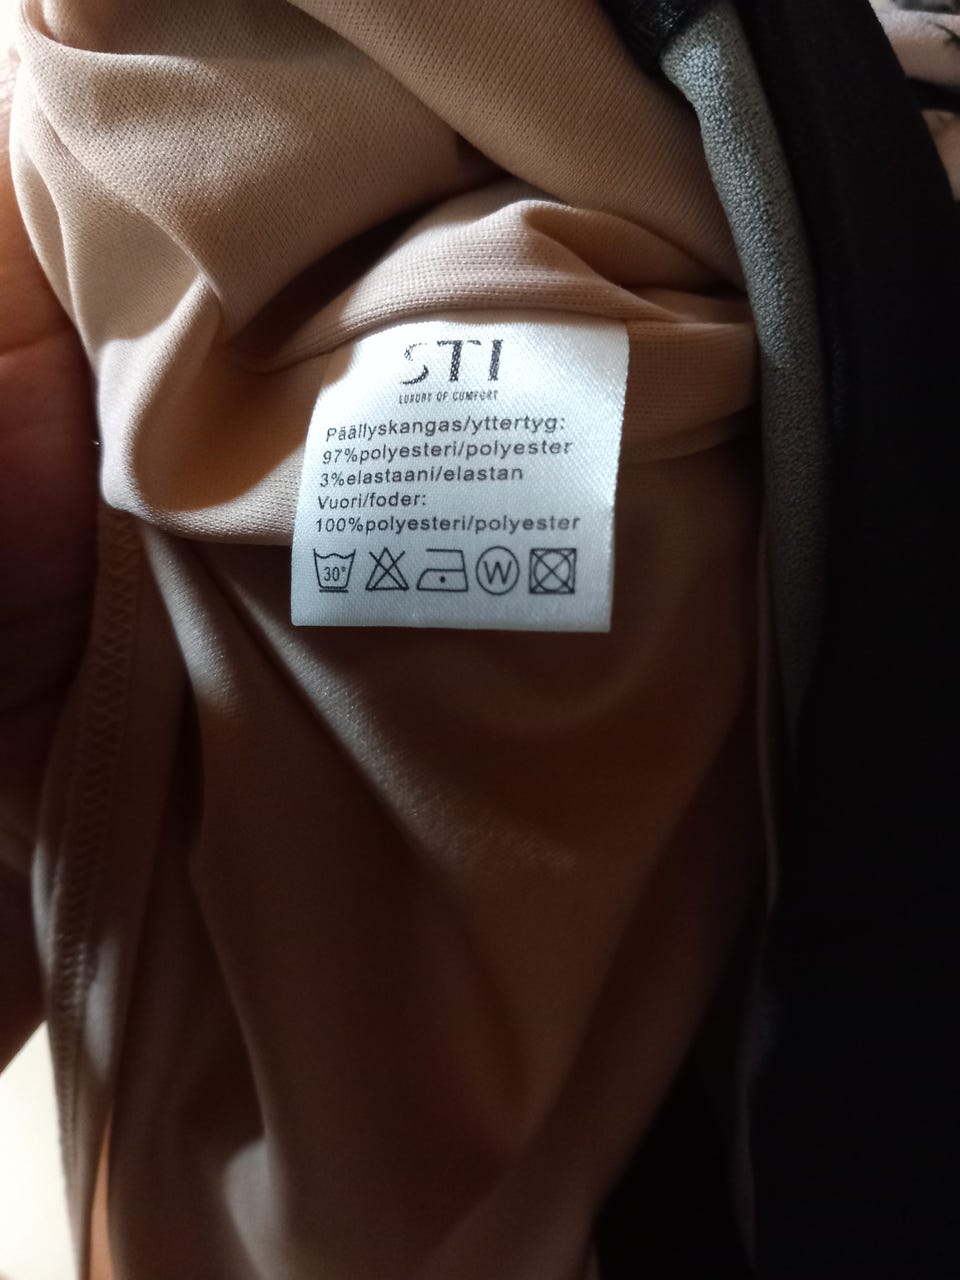 STI
LUXURY OF COMFORT
Päällyskangas/yttertyg:
97%polyesteri/polyester
3%elastaani/elastan
Vuori/foder:
100%polyesteri/polyester
30° W